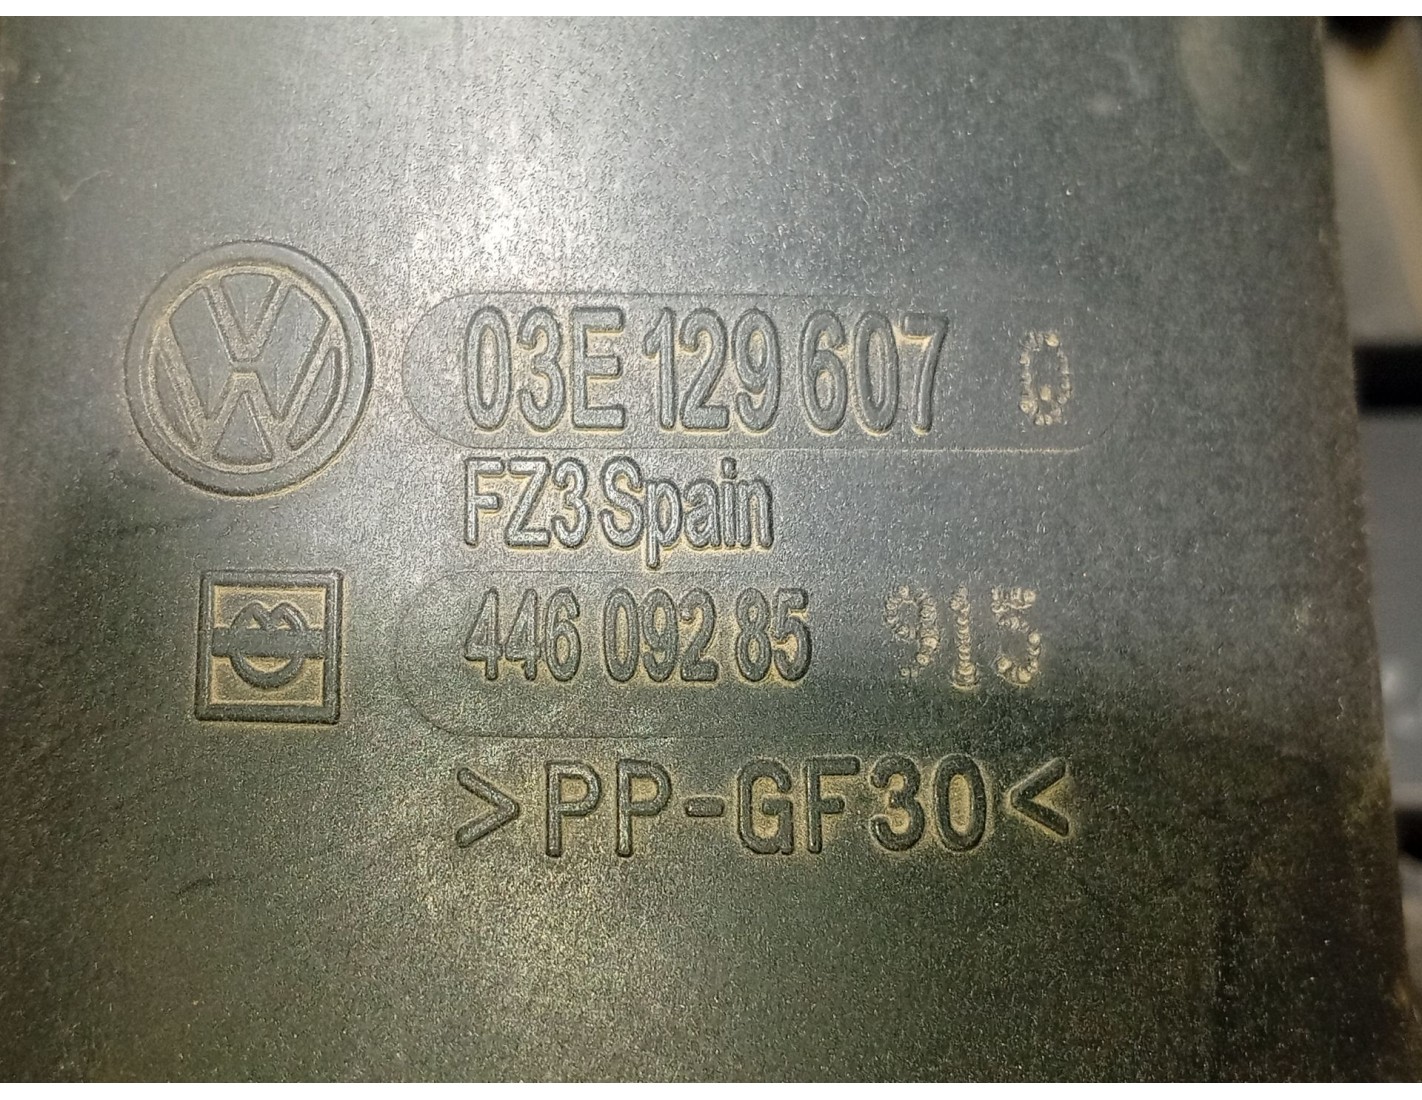 03E 129 607
FZ3 Spain
446 092 85 915
>PP-GF30<